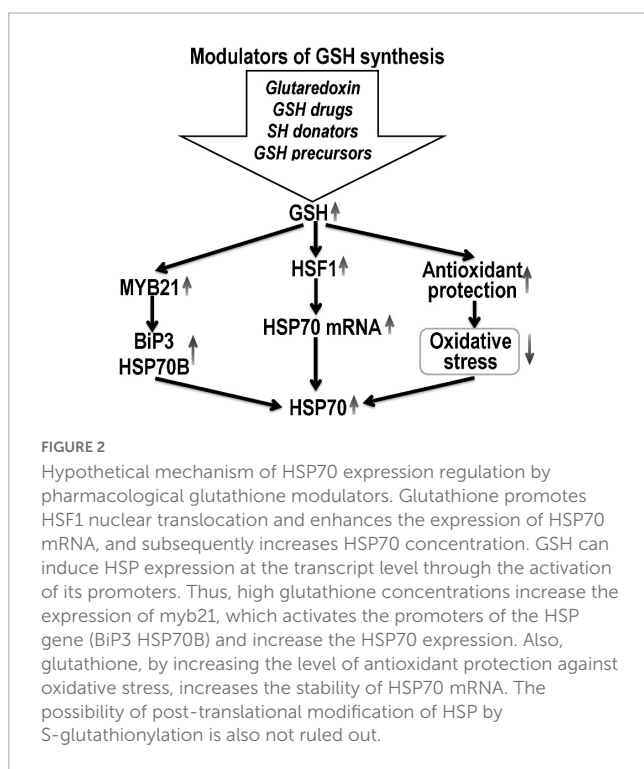 Modulators of GSH synthesis
Glutaredoxin
GSH drugs
SH donators
GSH precursors
GSH
MYB21
HSF1
Antioxidant
protection
BiP3
HSP70B
HSP70 mRNA
Oxidative
stress
HSP70
FIGURE 2
Hypothetical mechanism of HSP70 expression regulation by
pharmacological glutathione modulators. Glutathione promotes
HSF1 nuclear translocation and enhances the expression of HSP70
mRNA, and subsequently increases HSP70 concentration. GSH can
induce HSP expression at the transcript level through the activation
of its promoters. Thus, high glutathione concentrations increase the
expression of myb21, which activates the promoters of the HSP
gene (BiP3 HSP70B) and increase the HSP70 expression. Also,
glutathione, by increasing the level of antioxidant protection against
oxidative stress, increases the stability of HSP70 mRNA. The
possibility of post-translational modification of HSP by
S-glutathionylation is also not ruled out.